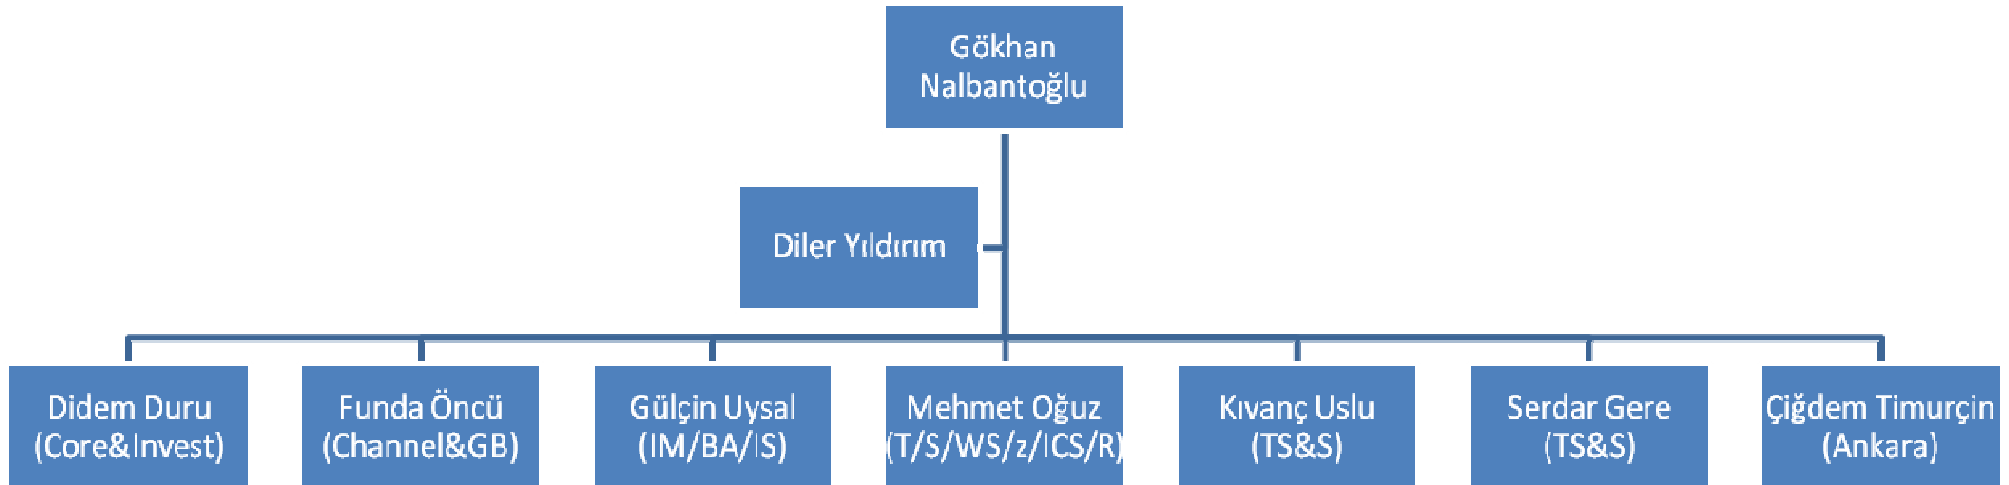 Gökhan
Nalbantoğlu
Diler Yıldırım
Didem Duru
(Core&Invest)
Funda Öncü
(Channel&GB)
Gülçin Uysal
(IM/BA/IS)
Mehmet Oğuz
(T/S/WS/z/ICS/R)
Kıvanç Uslu
(TS&S)
Serdar Gere
(TS&S)
Çiğdem Timurçin
(Ankara)